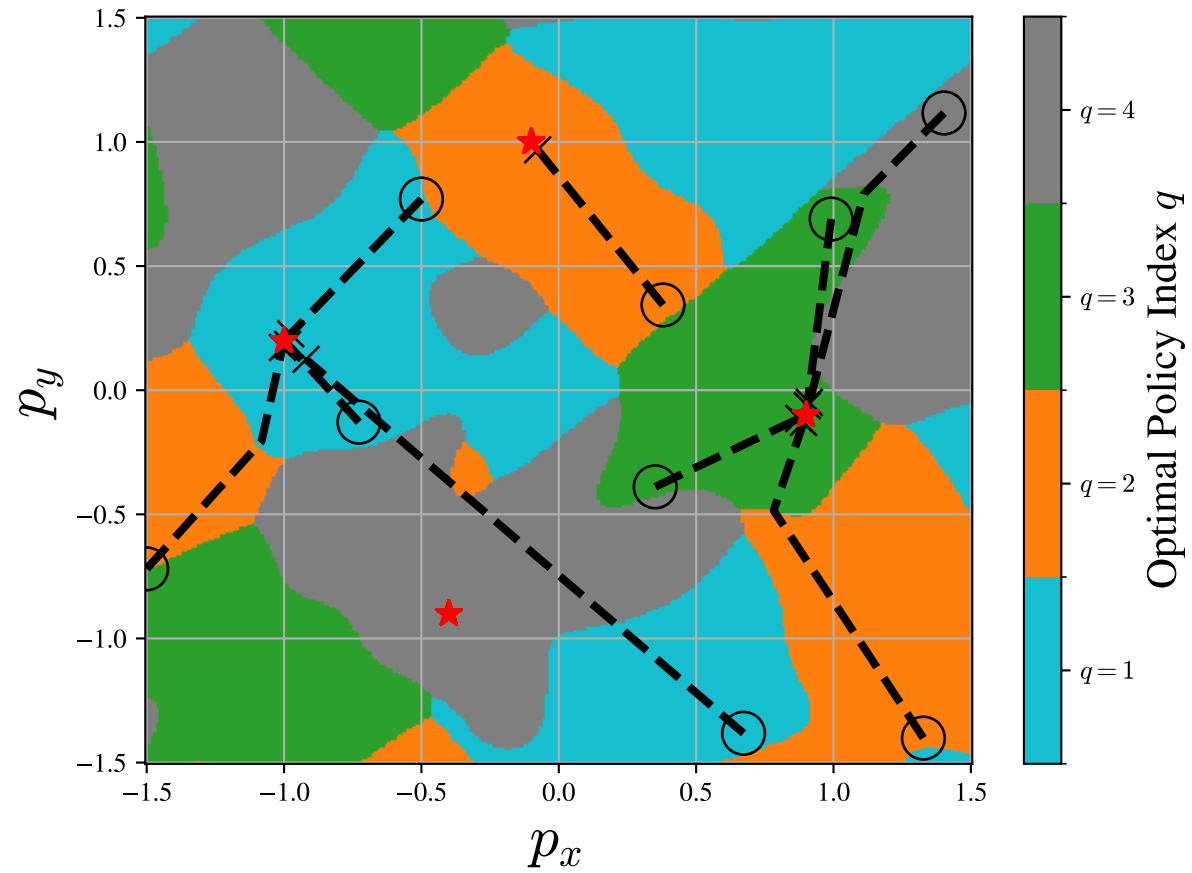 1.5
1.0
0.5
0.0
−0.5
−1.0
−1.5
p_y
−1.5 −1.0 −0.5 0.0 0.5 1.0 1.5
p_x
q = 4
q = 3
q = 2
q = 1
Optimal Policy Index q